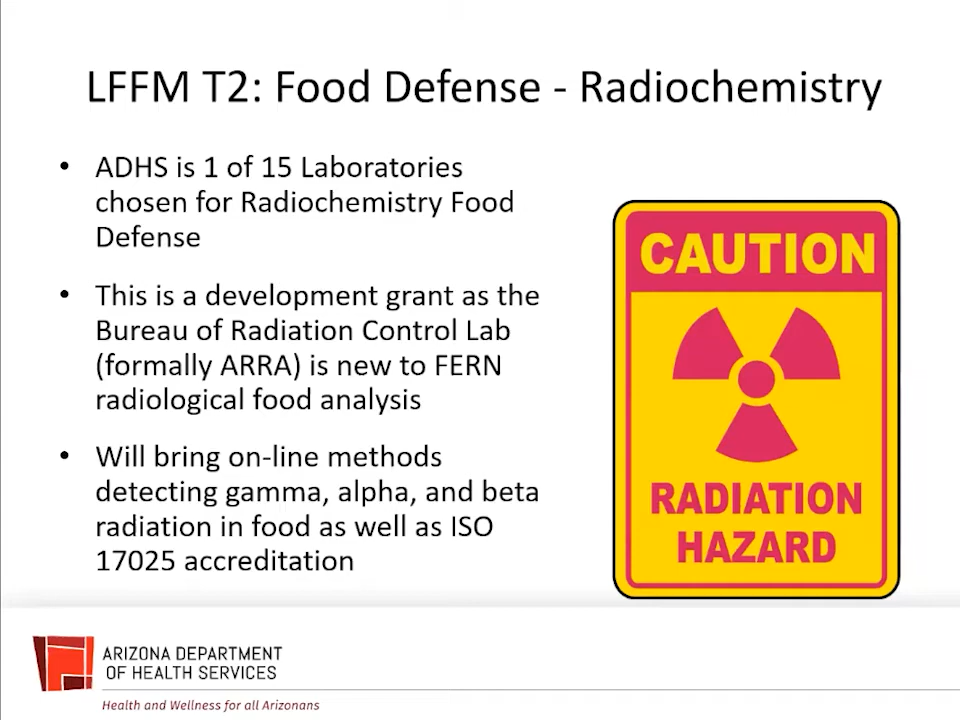 LFFM T2: Food Defense - Radiochemistry
• ADHS is 1 of 15 Laboratories
chosen for Radiochemistry Food
Defense
• This is a development grant as the
Bureau of Radiation Control Lab
(formally ARRA) is new to FERN
radiological food analysis
• Will bring on-line methods
detecting gamma, alpha, and beta
radiation in food as well as ISO
17025 accreditation
CAUTION
RADIATION
HAZARD
ARIZONA DEPARTMENT
OF HEALTH SERVICES
Health and Wellness for all Arizonans